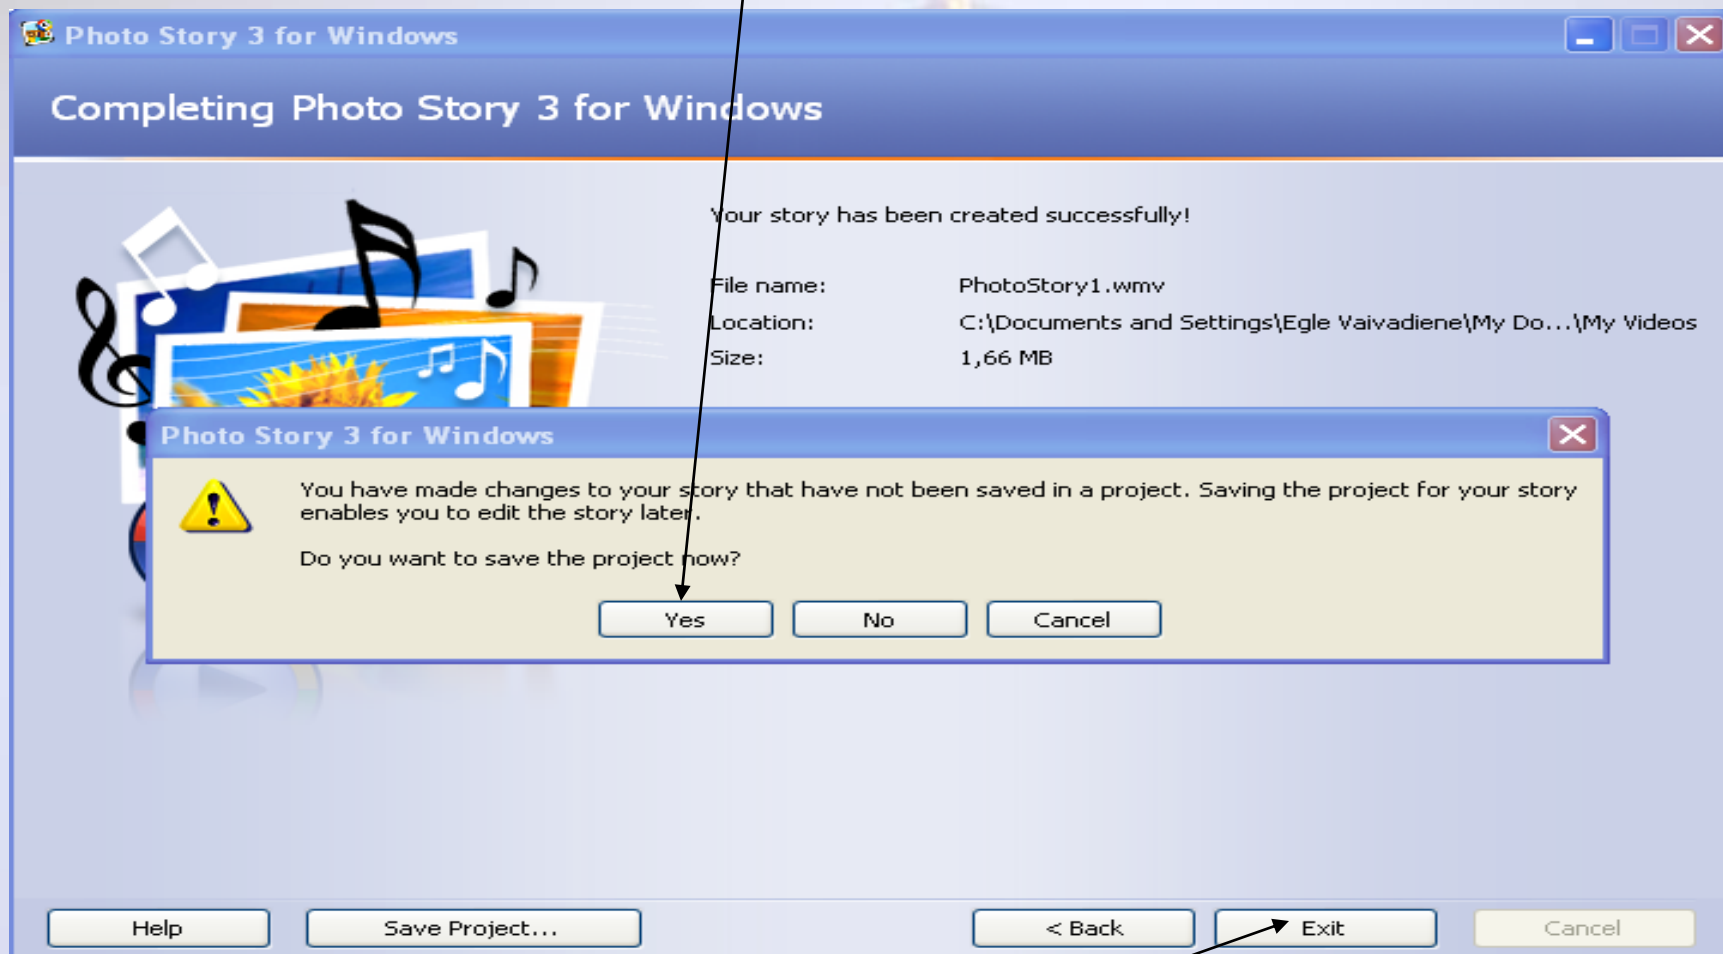 Photo Story 3 for Windows
Completing Photo Story 3 for Windows
Your story has been created successfully!
File name: PhotoStory1.wmv
Location: C:\Documents and Settings\Egle Vaivadiene\My Do...\My Videos
Size: 1,66 MB
Photo Story 3 for Windows
You have made changes to your story that have not been saved in a project. Saving the project for your story
enables you to edit the story later.
Do you want to save the project now?
Yes No Cancel
Help Save Project... < Back Exit Cancel